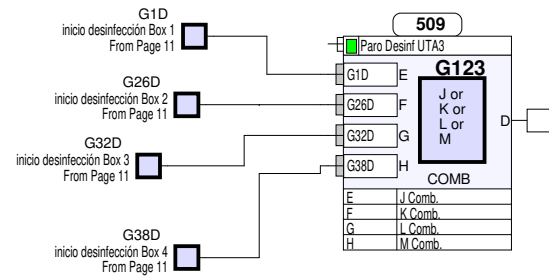 G1D
inicio desinfección Box 1
From Page 11
G26D
inicio desinfección Box 2
From Page 11
G32D
inicio desinfección Box 3
From Page 11
G38D
inicio desinfección Box 4
From Page 11
509
Paro Desinf UTA3
G123
G1D E
G26D F
G32D G
G38D H
J or
K or
L or
M
D
COMB
E J Comb.
F K Comb.
G L Comb.
H M Comb.